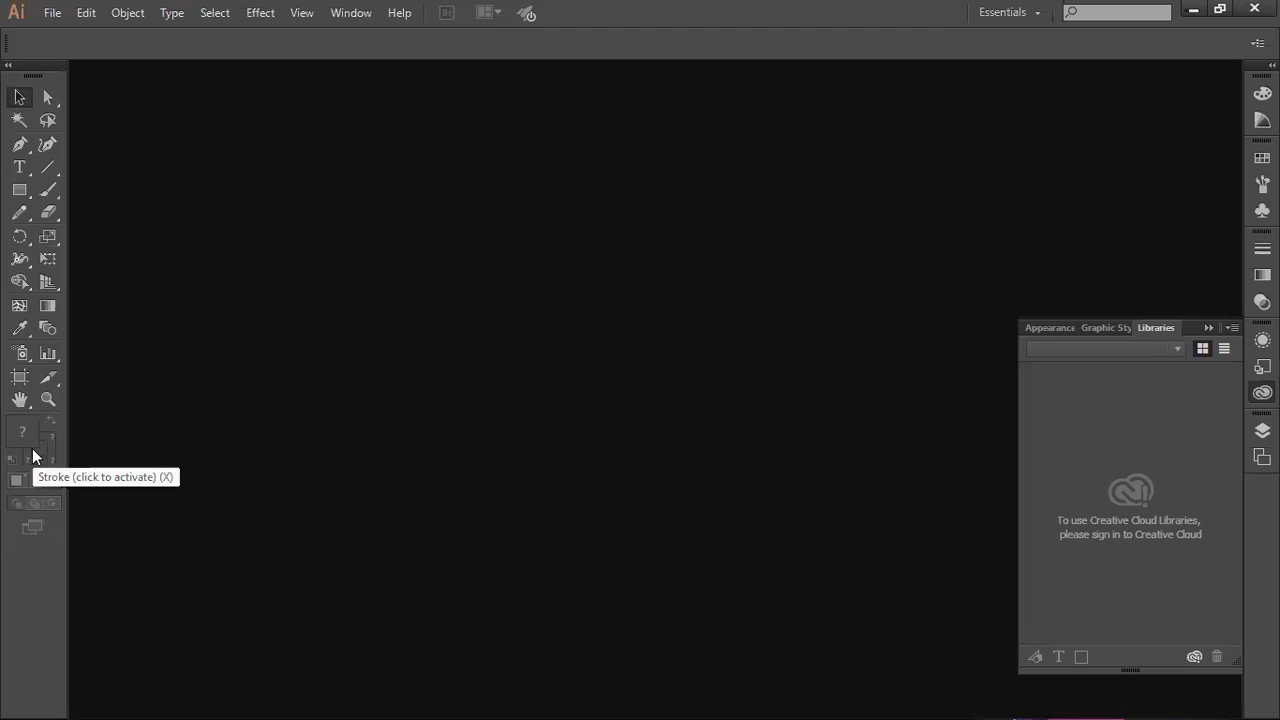 Ai File Edit Object Type Select Effect View Window Help Br Essentials
Appearance Graphic Sty Libraries
T
?
?
? ?
Stroke (click to activate) (X)
To use Creative Cloud Libraries,
please sign in to Creative Cloud
T